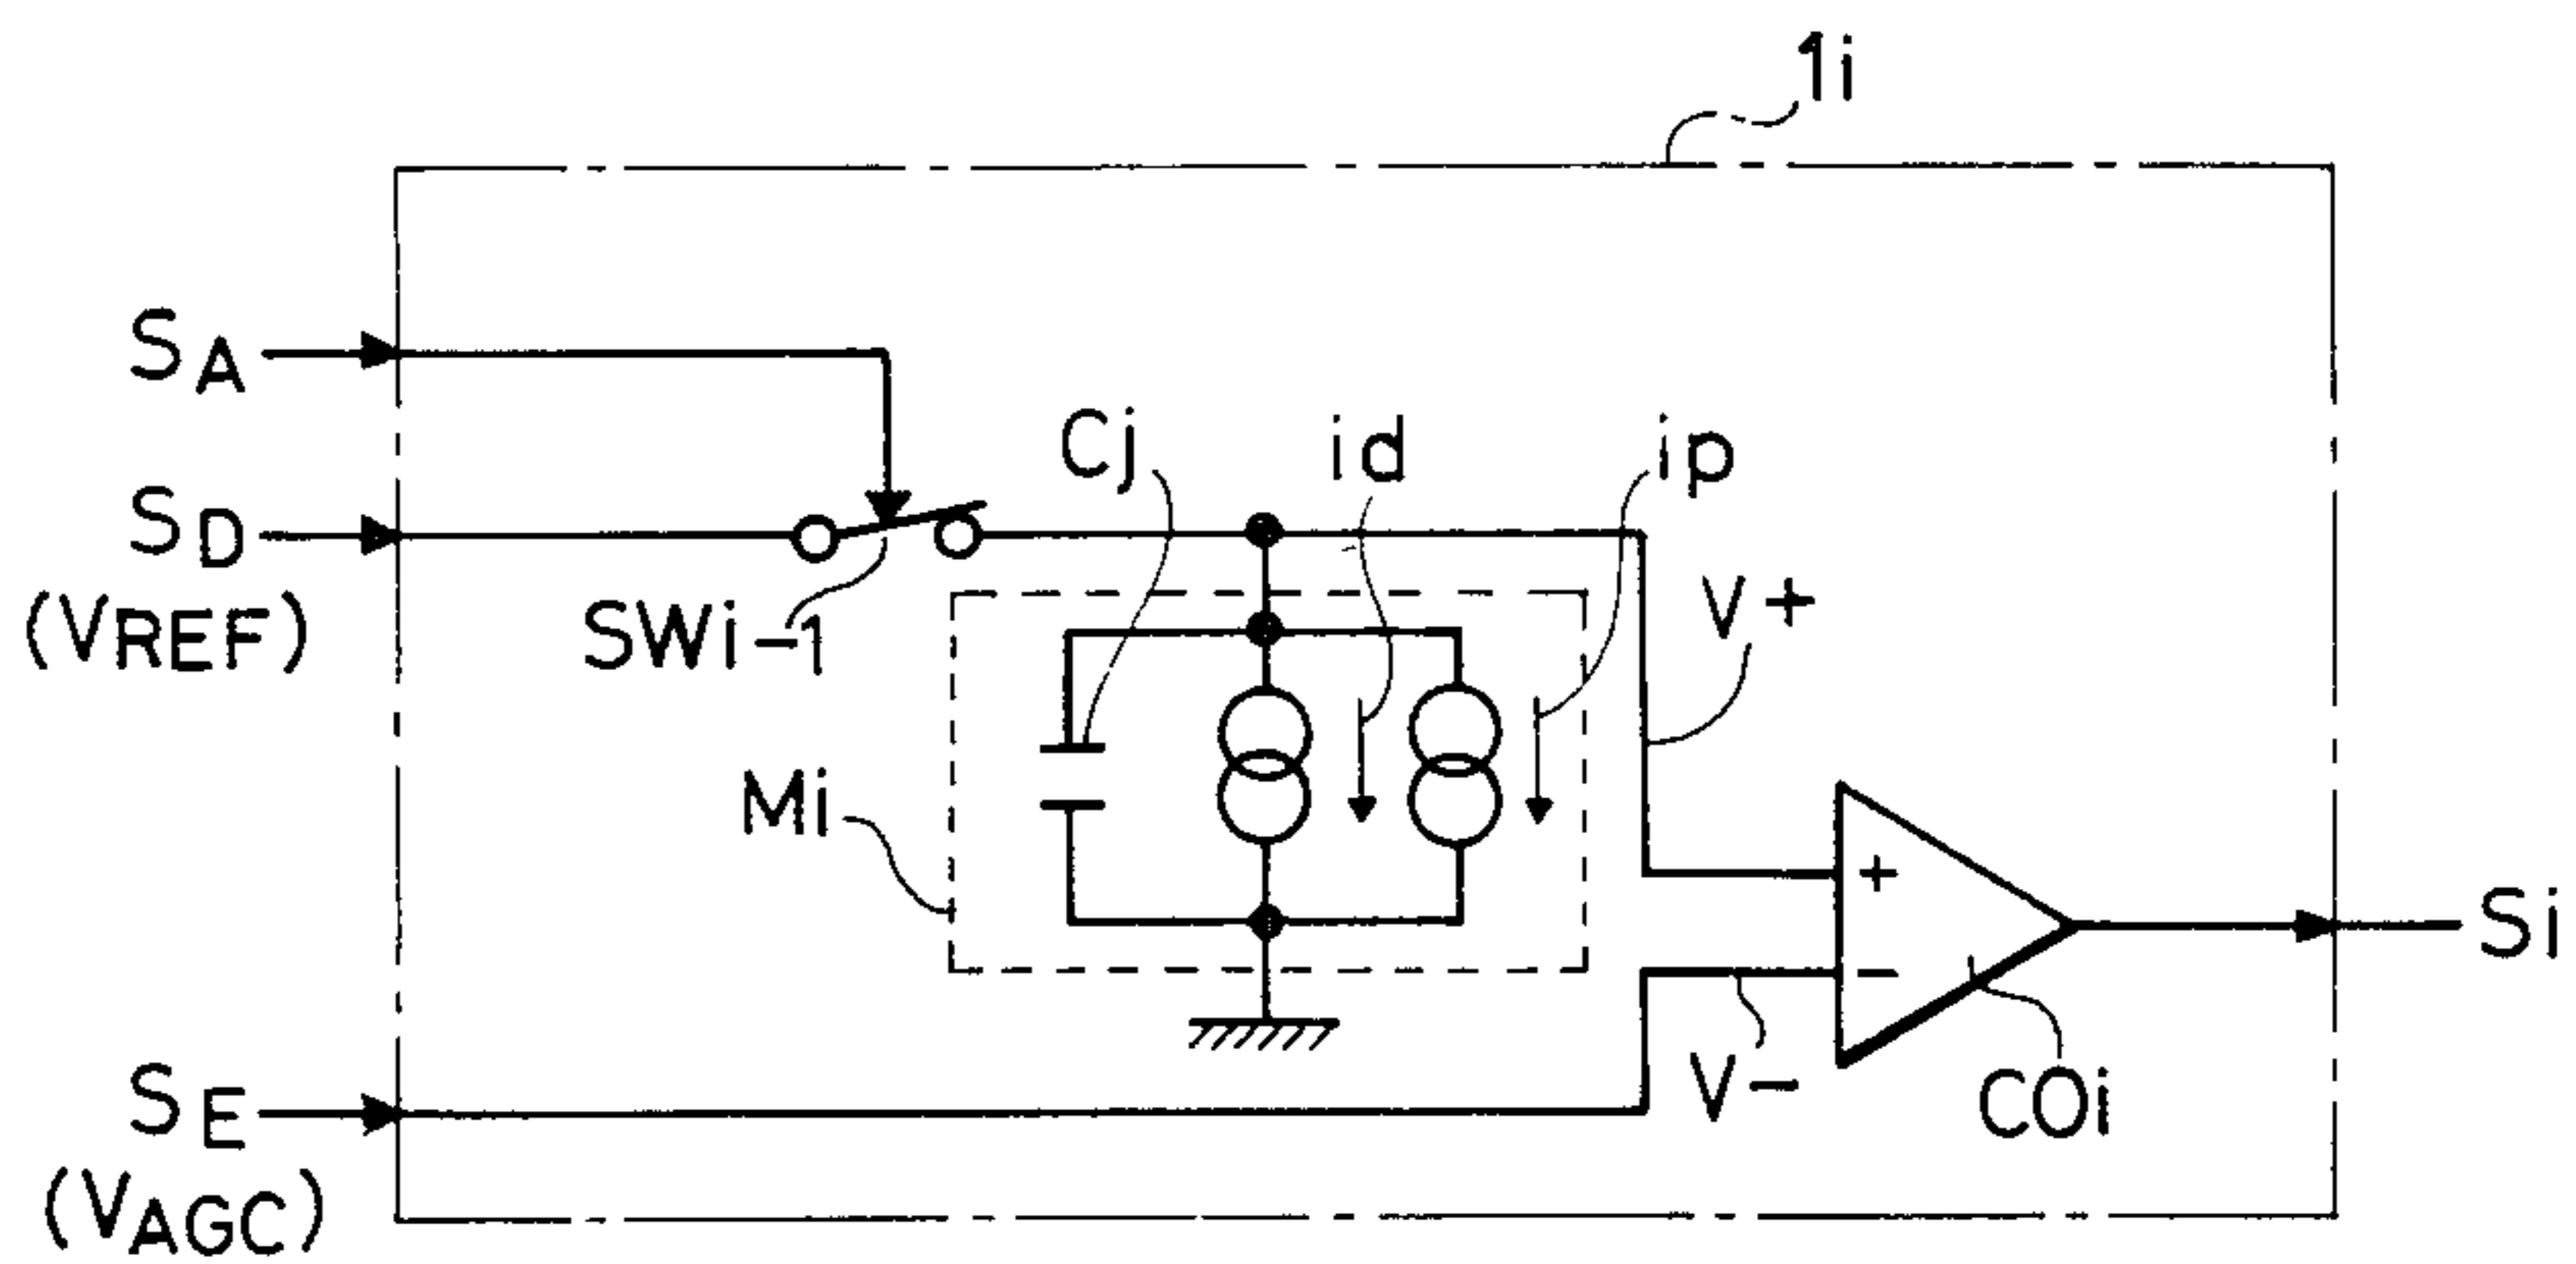 1i
SA
SD
(VREF)
SWi-1
Cj
id
ip
V+
Mi
+
-
Si
V-
COi
SE
(VAGC)